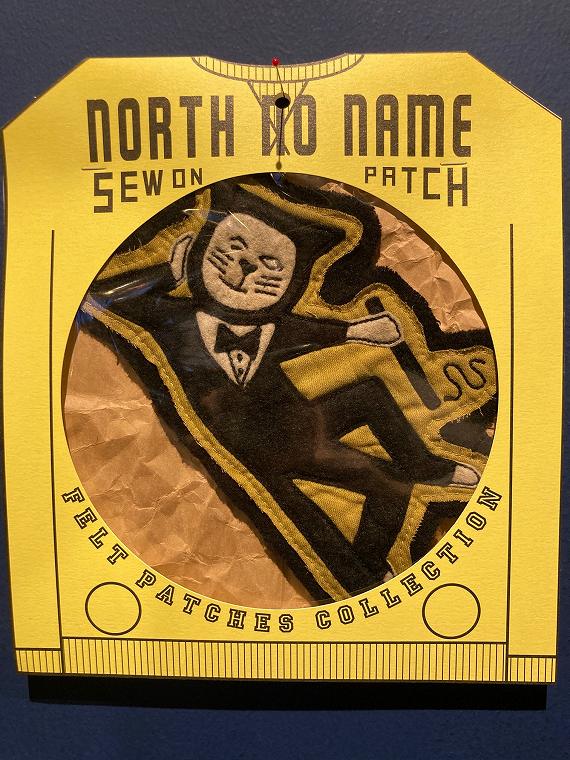 NORTH NO NAME
SEW ON PATCH
FELT PATCHES COLLECTION